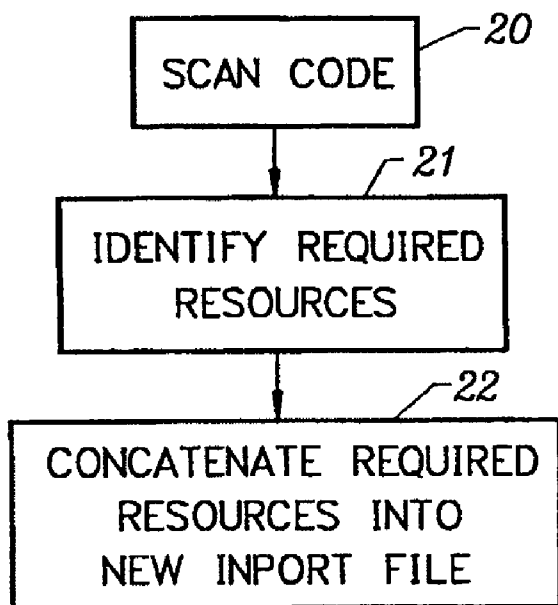 20
SCAN CODE
21
IDENTIFY REQUIRED
RESOURCES
22
CONCATENATE REQUIRED
RESOURCES INTO
NEW INPORT FILE